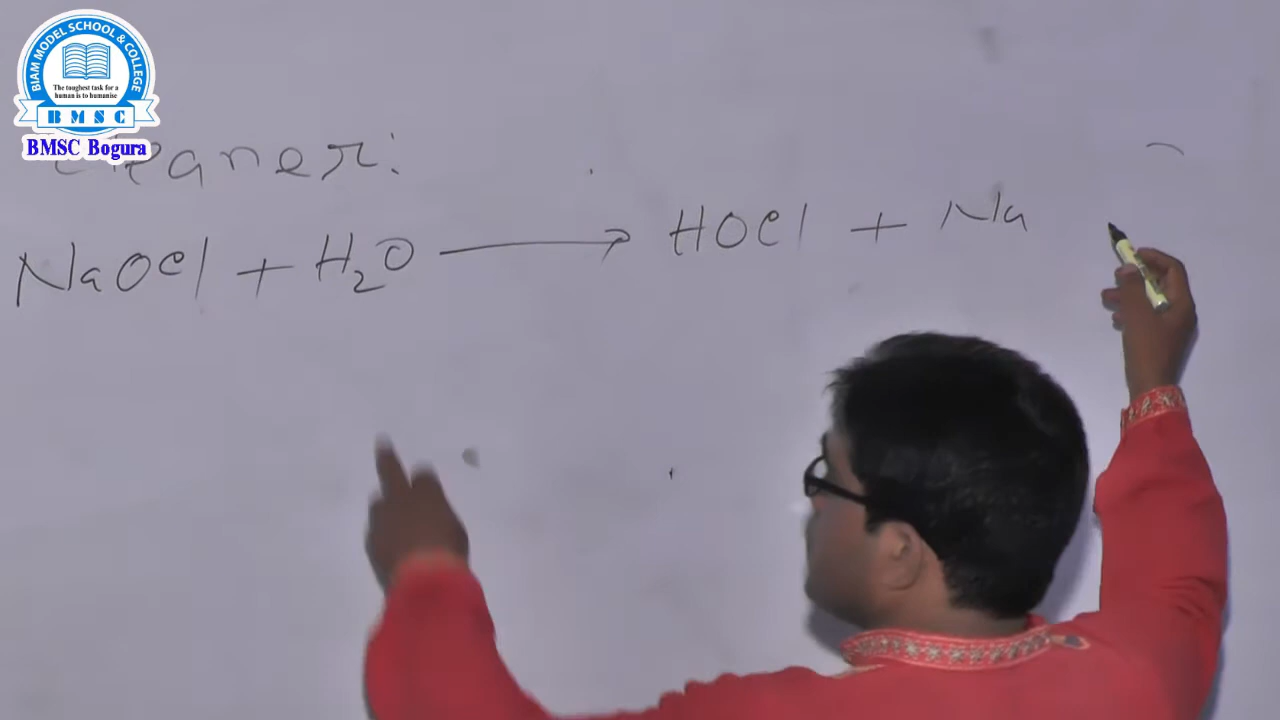 BIAM MODEL SCHOOL & COLLEGE
The toughest task for a
human is to humanise
BMSC
BMSC Bogura
cleaner:
NaOCl + H₂O → HOCl + Na